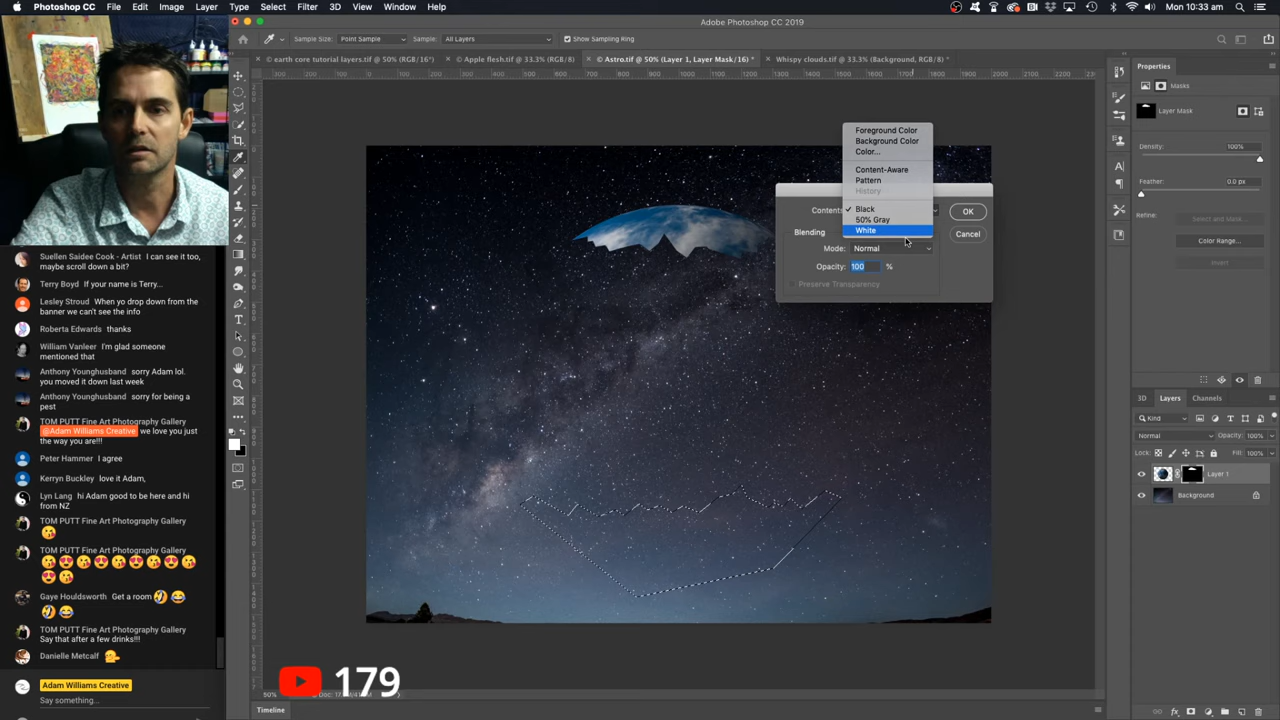 Photoshop CC File Edit Image Layer Type Select Filter 3D View Window Help
10:33 am
Adobe Photoshop CC 2019
Sample Size: Point Sample Sample: All Layers Show Sampling Ring
© earth core tutorial layers.tif @ 50% (RGB/16*)
© Apple flesh.tif @ 33.3% (RGB/8)
© Astro.tif @ 50% (Layer 1, Layer Mask/16) *
Whispy clouds.tif @ 33.3% (Background, RGB/8) *
Suellen Saidee Cook - Artist I can see it too,
maybe scroll down a bit?
Terry Boyd If your name is Terry...
Lesley Stroud When yo drop down from the
banner we can't see the info
Roberta Edwards thanks
William Vanleer I'm glad someone
mentioned that
Anthony Younghusband sorry Adam lol.
you moved it down last week
Anthony Younghusband sorry for being a
pest
TOM PUTT Fine Art Photography Gallery
@Adam Williams Creative we love you just
the way you are!!!
Peter Hammer I agree
Kerryn Buckley love it Adam,
Lyn Lang hi Adam good to be here and hi
from NZ
TOM PUTT Fine Art Photography Gallery
TOM PUTT Fine Art Photography Gallery
Gaye Houldsworth Get a room
TOM PUTT Fine Art Photography Gallery
Say that after a few drinks!!!
Danielle Metcalf
Adam Williams Creative
Say something...
Foreground Color
Background Color
Color...
Content-Aware
Pattern
History
Black
50% Gray
White
Contents
OK
Blending
Cancel
Mode: Normal
Opacity: 100 %
Preserve Transparency
179
50%
Timeline
Properties
Masks
Layer Mask
Density: 100%
Feather: 0.0 px
Refine: Select and Mask...
Color Range...
Invert
3D Layers Channels
Kind
Normal Opacity: 100%
Lock: Fill: 100%
Layer 1
Background